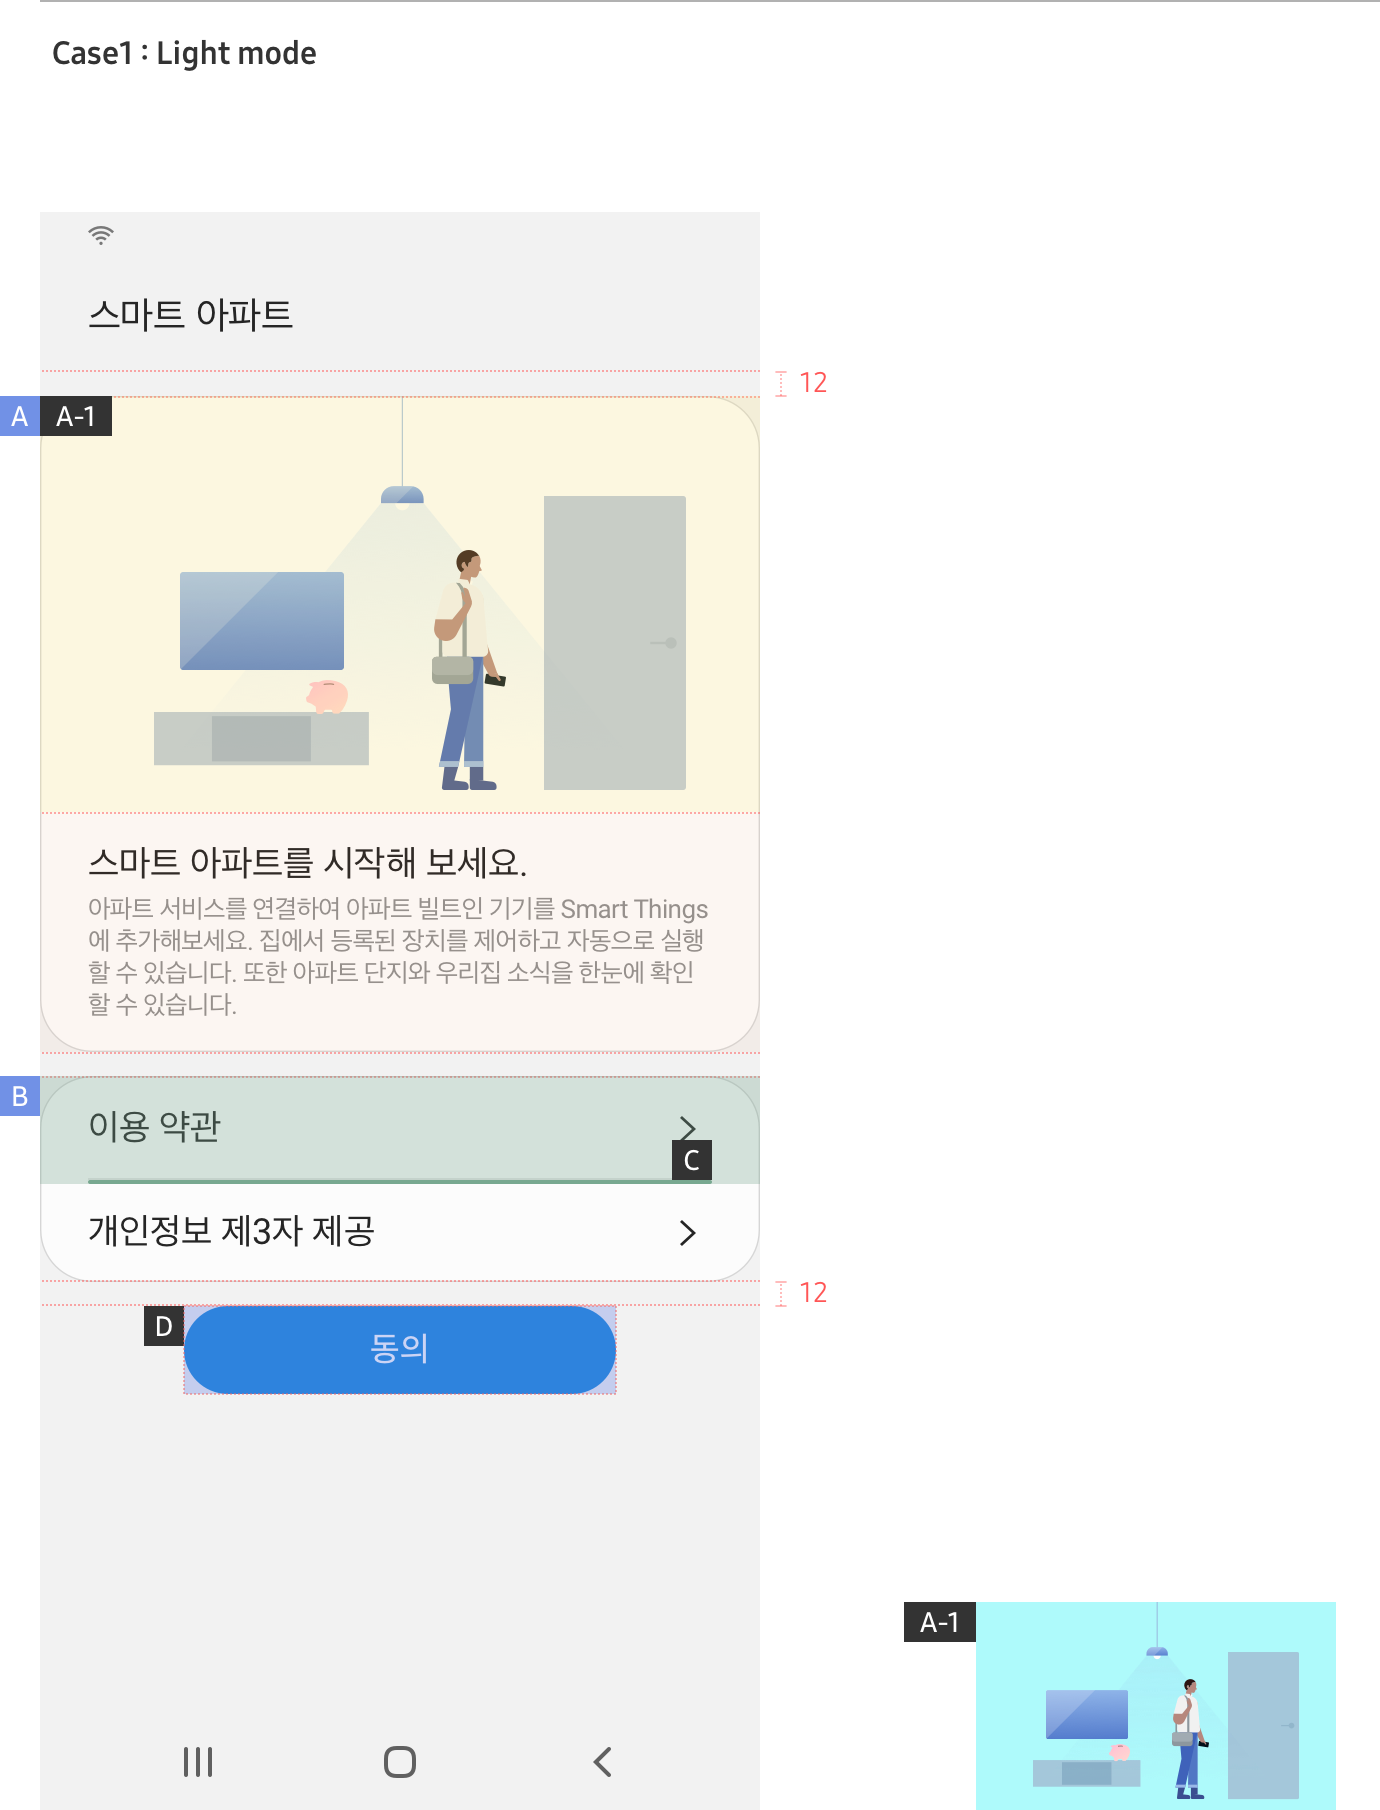 Case1 : Light mode
스마트 아파트
12
A
A-1
스마트 아파트를 시작해 보세요.
아파트 서비스를 연결하여 아파트 빌트인 기기를 Smart Things
에 추가해보세요. 집에서 등록된 장치를 제어하고 자동으로 실행
할 수 있습니다. 또한 아파트 단지와 우리집 소식을 한눈에 확인
할 수 있습니다.
B
이용 약관
C
개인정보 제3자 제공
12
D
동의
A-1